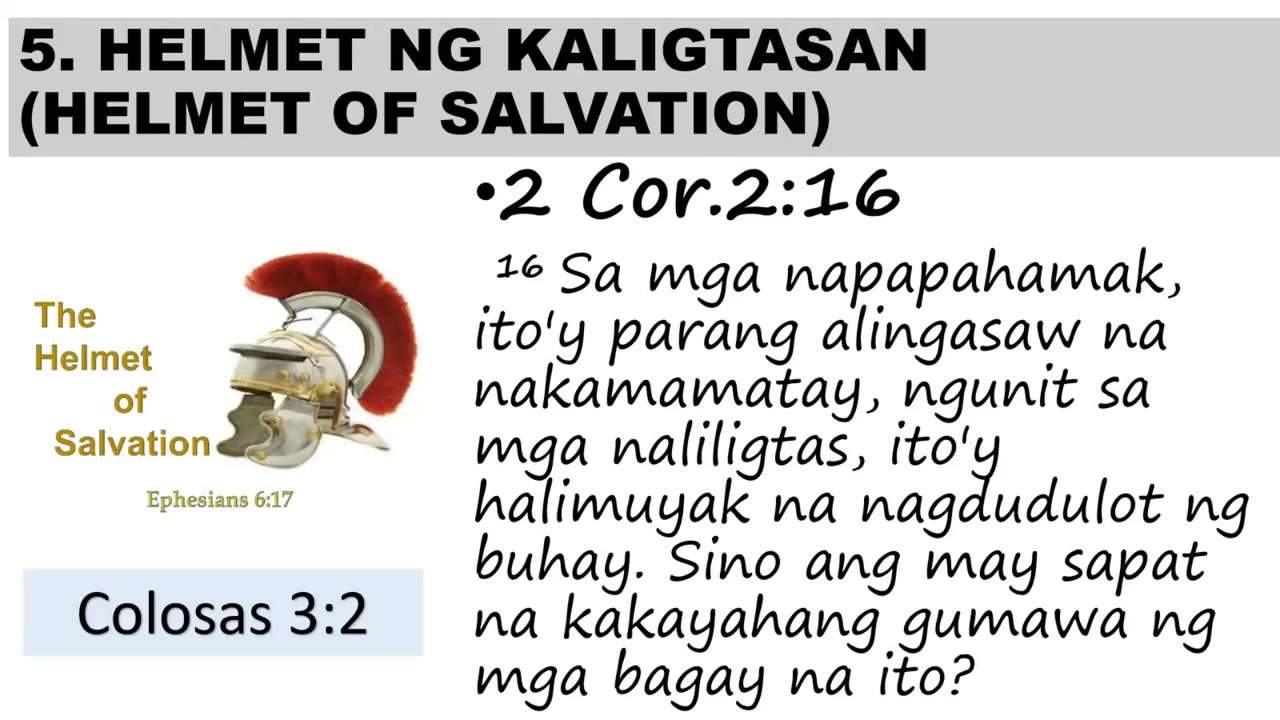 5. HELMET NG KALIGTASAN
(HELMET OF SALVATION)
The
Helmet
of
Salvation
Ephesians 6:17
Colosas 3:2
•2 Cor.2:16
16 Sa mga napapahamak,
ito'y parang alingasaw na
nakamamatay, ngunit sa
mga naliligtas, ito'y
halimuyak na nagdudulot ng
buhay. Sino ang may sapat
na kakayahang gumawa ng
mga bagay na ito?